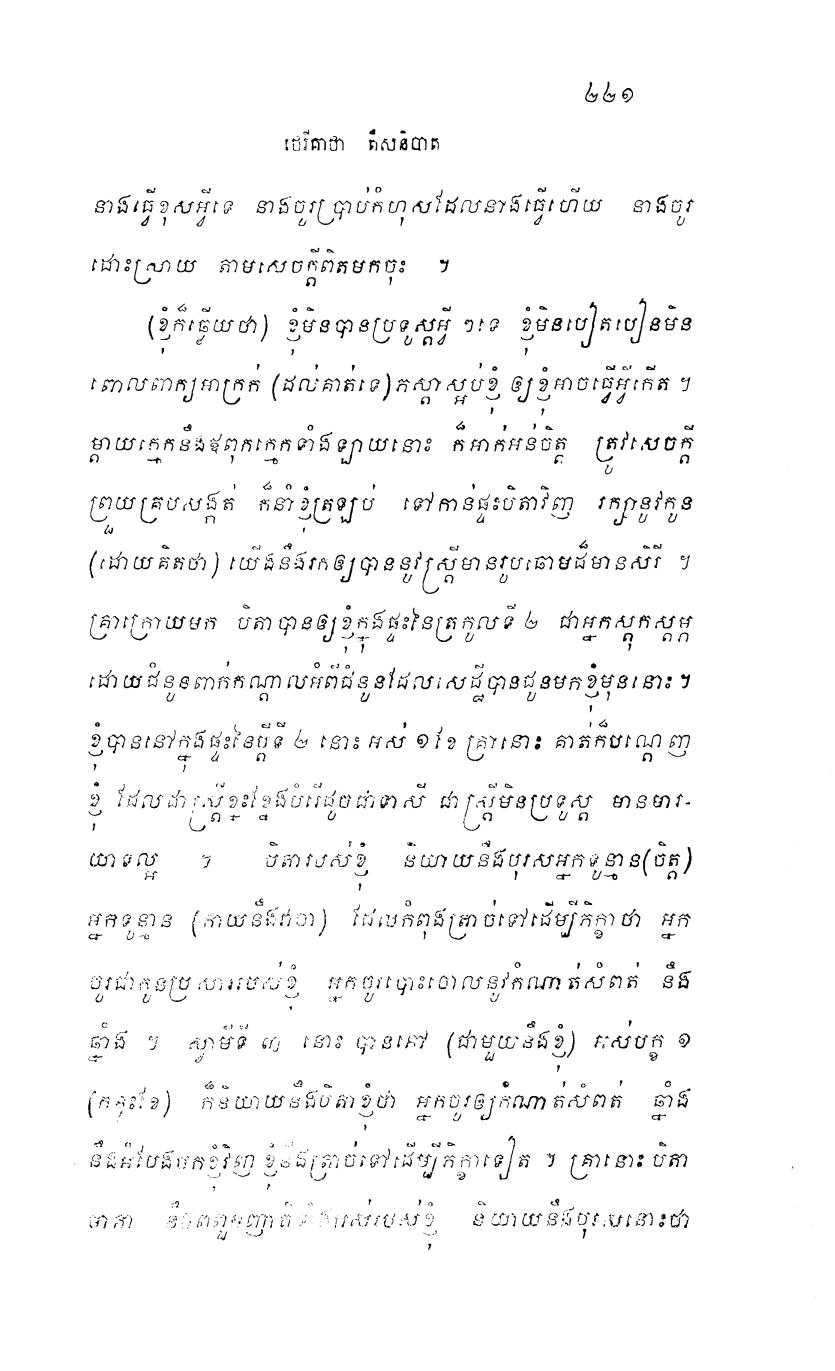 ៤៤១
ថេរីគាថា តឹសនិបាត
នាងធ្វើខុសអ្វីទេ នាងចូរប្រាប់កំហុសដែលនាងធ្វើហើយ នាងចូរ
ដោះស្រាយ តាមសេចក្តីពិតមកចុះ ។
(ខ្ញុំក៏ឆ្លើយថា) ខ្ញុំមិនបានប្រទូស្តអ្វី ៗទេ ខ្ញុំមិនបៀតបៀនមិន
ពោលពាក្យអាក្រក់ (ដល់គាត់ទេ)ភស្តាស្អប់ខ្ញុំ ឲ្យខ្ញុំអាចធ្វើអ្វីកើត ។
ម្តាយក្មេកនឹងឪពុកក្មេកទាំងឡាយនោះ ក៏អាក់អន់ចិត្ត ត្រូវសេចក្តី
ព្រួយគ្របសង្កត់ ក៏នាំខ្ញុំត្រឡប់ ទៅកាន់ផ្ទះបិតាវិញ រក្សានូវកូន
(ដោយគិតថា) យើងនឹងរកឲ្យបាននូវស្រ្តីមានរូបឆោមដ៏មានសិរី ។
គ្រាក្រោយមក បិតាបានឲ្យខ្ញុំក្នុងផ្ទះនៃត្រកូលទី ២ ជាអ្នកស្តុកស្តម្ភ
ដោយជំនូនពាក់កណ្តាលអំពីជំនូនដែលសេដ្ឋីបានជូនមកខ្ញុំមុននោះ ។
ខ្ញុំបាននៅក្នុងផ្ទះនៃប្តីទី ២ នោះ អស់ ១ ខែ គ្រានោះ គាត់ក៏បណ្តេញ
ខ្ញុំ ដែលជាស្រ្តីខ្នះខ្នែងបំរើដូចជាទាសី ជាស្រ្តីមិនប្រទូស្ត មានមារ-
យាទល្អ ។ បិតារបស់ខ្ញុំ និយាយនឹងបុរសអ្នកទូន្មាន(ចិត្ត)
អ្នកទូន្មាន (កាយនឹងវាចា) ដែលកំពុងត្រាច់ទៅដើម្បីភិក្ខាថា អ្នក
ចូរជាកូនប្រសាររបស់ខ្ញុំ អ្នកចូរបោះចោលនូវកំណាត់សំពត់ នឹង
ឆ្នាំង ។ ស្វាមីទី ៣ នោះ បាននៅ (ជាមួយនឹងខ្ញុំ) អស់បក្ខ ១
(កន្លះខែ) ក៏និយាយនឹងបិតាខ្ញុំថា អ្នកចូរឲ្យកំណាត់សំពត់ ឆ្នាំង
នឹងអំបែងមកខ្ញុំវិញ ខ្ញុំនឹងត្រាច់ទៅដើម្បីភិក្ខាទៀត ។ គ្រានោះ បិតា
មាតា នឹងពពួកញាតិទាំងអស់របស់ខ្ញុំ និយាយនឹងបុរសនោះថា